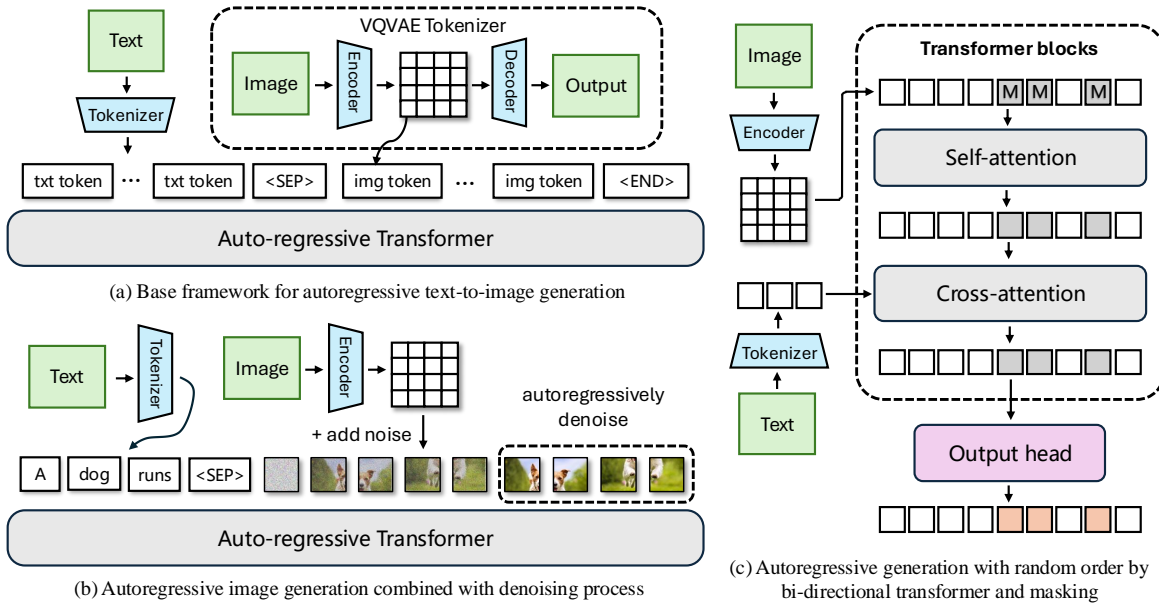 Text
Tokenizer
VQVAE Tokenizer
Image
Encoder
Decoder
Output
txt token ... txt token <SEP> img token ... img token <END>
Auto-regressive Transformer
(a) Base framework for autoregressive text-to-image generation
Text
Tokenizer
Image
Encoder
+ add noise
autoregressively
denoise
A dog runs <SEP>
Auto-regressive Transformer
(b) Autoregressive image generation combined with denoising process
Image
Encoder
Tokenizer
Text
Transformer blocks
M M M
Self-attention
Cross-attention
Output head
(c) Autoregressive generation with random order by
bi-directional transformer and masking